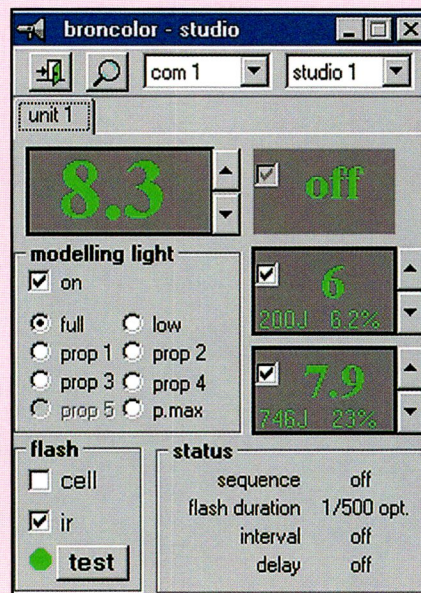 broncolor - studio
com 1 studio 1
unit 1
8.3 off
modelling light
on
full low
prop 1 prop 2
prop 3 prop 4
prop 5 p.max
6
200J 6.2%
7.9
746J 23%
flash
cell
ir
test
status
sequence off
flash duration 1/500 opt.
interval off
delay off